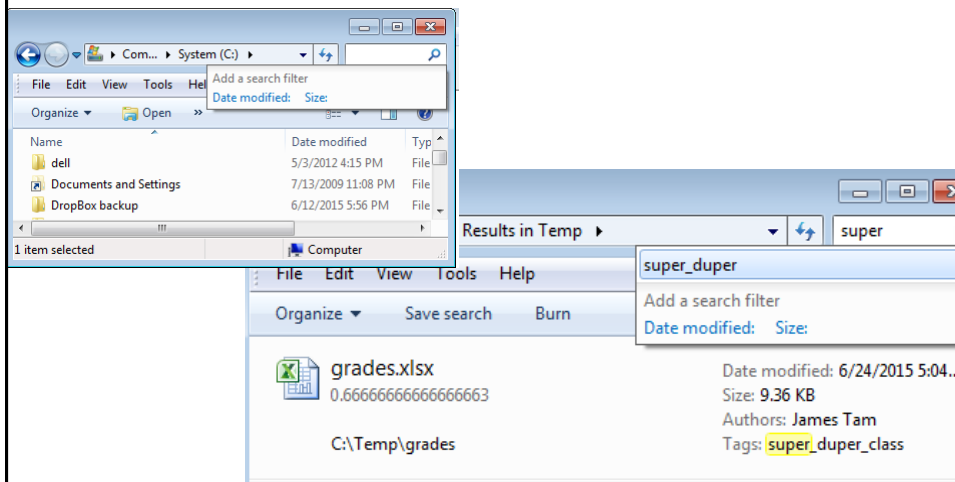 Com... System (C:)
Add a search filter
Date modified: Size:
File Edit View Tools Hel
Organize Open »
Name Date modified Typ
dell 5/3/2012 4:15 PM File
Documents and Settings 7/13/2009 11:08 PM File
DropBox backup 6/12/2015 5:56 PM File
1 item selected Computer
Results in Temp super
super_duper
Add a search filter
Date modified: Size:
File Edit View Tools Help
Organize Save search Burn
grades.xlsx
0.66666666666666663
C:\Temp\grades
Date modified: 6/24/2015 5:04...
Size: 9.36 KB
Authors: James Tam
Tags: super_duper_class